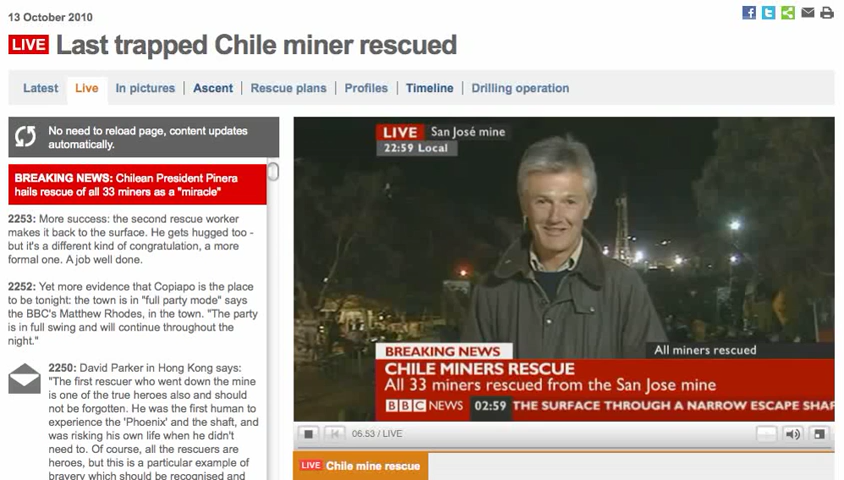 13 October 2010
LIVE Last trapped Chile miner rescued
Latest
Live
In pictures
Ascent
Rescue plans
Profiles
Timeline
Drilling operation
No need to reload page, content updates
automatically.
BREAKING NEWS: Chilean President Pinera
hails rescue of all 33 miners as a "miracle"
2253: More success: the second rescue worker
makes it back to the surface. He gets hugged too -
but it's a different kind of congratulation, a more
formal one. A job well done.
2252: Yet more evidence that Copiapo is the place
to be tonight: the town is in "full party mode" says
the BBC's Matthew Rhodes, in the town. "The party
is in full swing and will continue throughout the
night."
2250: David Parker in Hong Kong says:
"The first rescuer who went down the mine
is one of the true heroes also and should
not be forgotten. He was the first human to
experience the 'Phoenix' and the shaft, and
was risking his own life when he didn't
need to. Of course, all the rescuers are
heroes, but this is a particular example of
bravery which should be recognised and
LIVE San José mine
22:59 Local
All miners rescued
BREAKING NEWS
CHILE MINERS RESCUE
All 33 miners rescued from the San Jose mine
BBC NEWS 02:59 THE SURFACE THROUGH A NARROW ESCAPE SHAF
06.53 / LIVE
LIVE Chile mine rescue